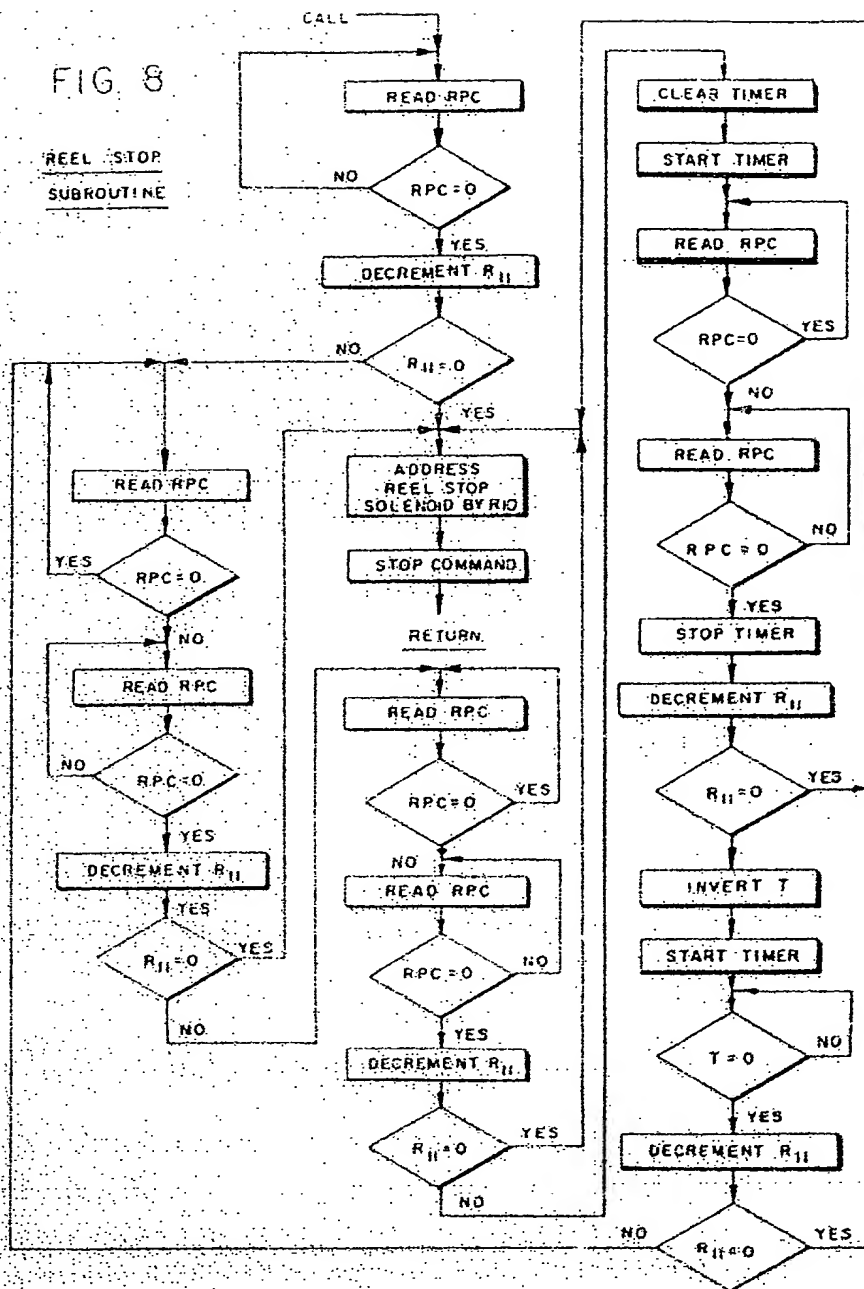 FIG. 8
REEL STOP
SUBROUTINE
CALL
READ RPC
RPC=0
NO
YES
DECREMENT R11
R11=0
NO
YES
ADDRESS
REEL STOP
SOLENOID BY R10
STOP COMMAND
RETURN
READ RPC
RPC=0
YES
NO
READ RPC
RPC=0
NO
YES
DECREMENT R11
YES
R11=0
YES
NO
READ RPC
RPC=0
YES
NO
READ RPC
RPC=0
NO
YES
DECREMENT R11
R11=0
YES
NO
CLEAR TIMER
START TIMER
READ RPC
RPC=0
YES
NO
READ RPC
RPC=0
NO
YES
STOP TIMER
DECREMENT R11
R11=0
YES
INVERT T
START TIMER
T=0
NO
YES
DECREMENT R11
R11=0
NO
YES